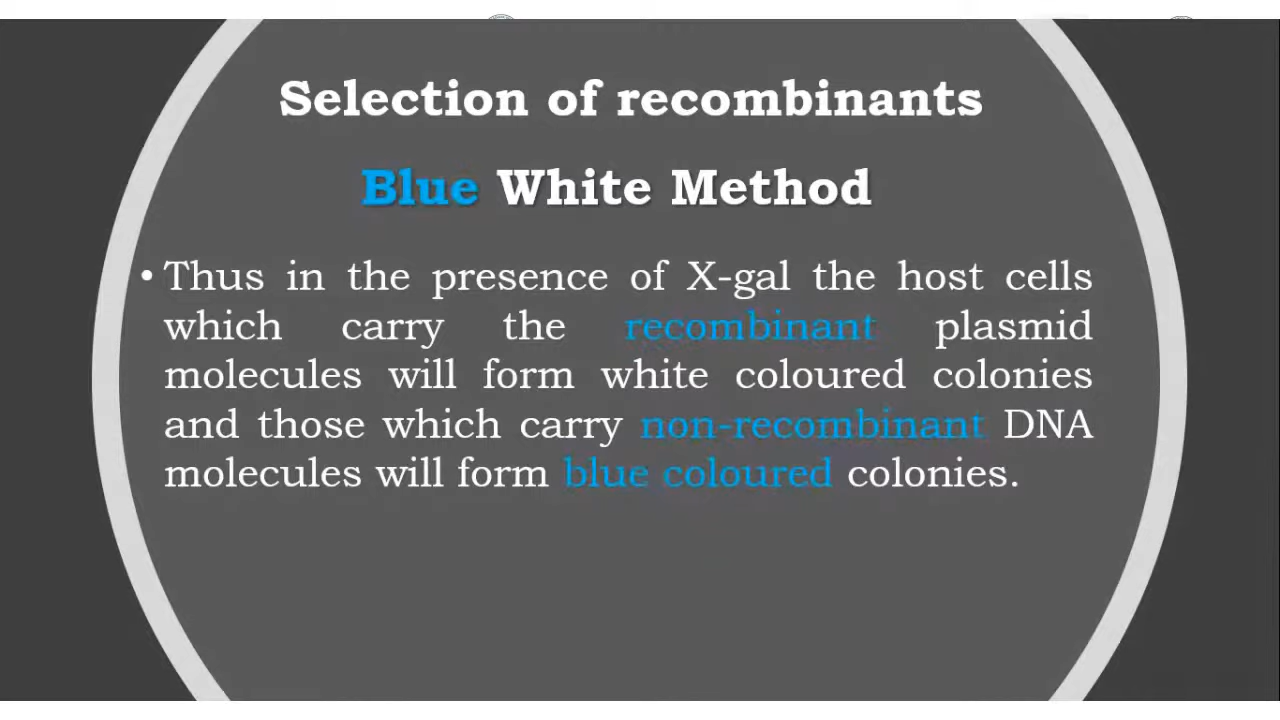 Selection of recombinants
Blue White Method
• Thus in the presence of X-gal the host cells
which carry the recombinant plasmid
molecules will form white coloured colonies
and those which carry non-recombinant DNA
molecules will form blue coloured colonies.